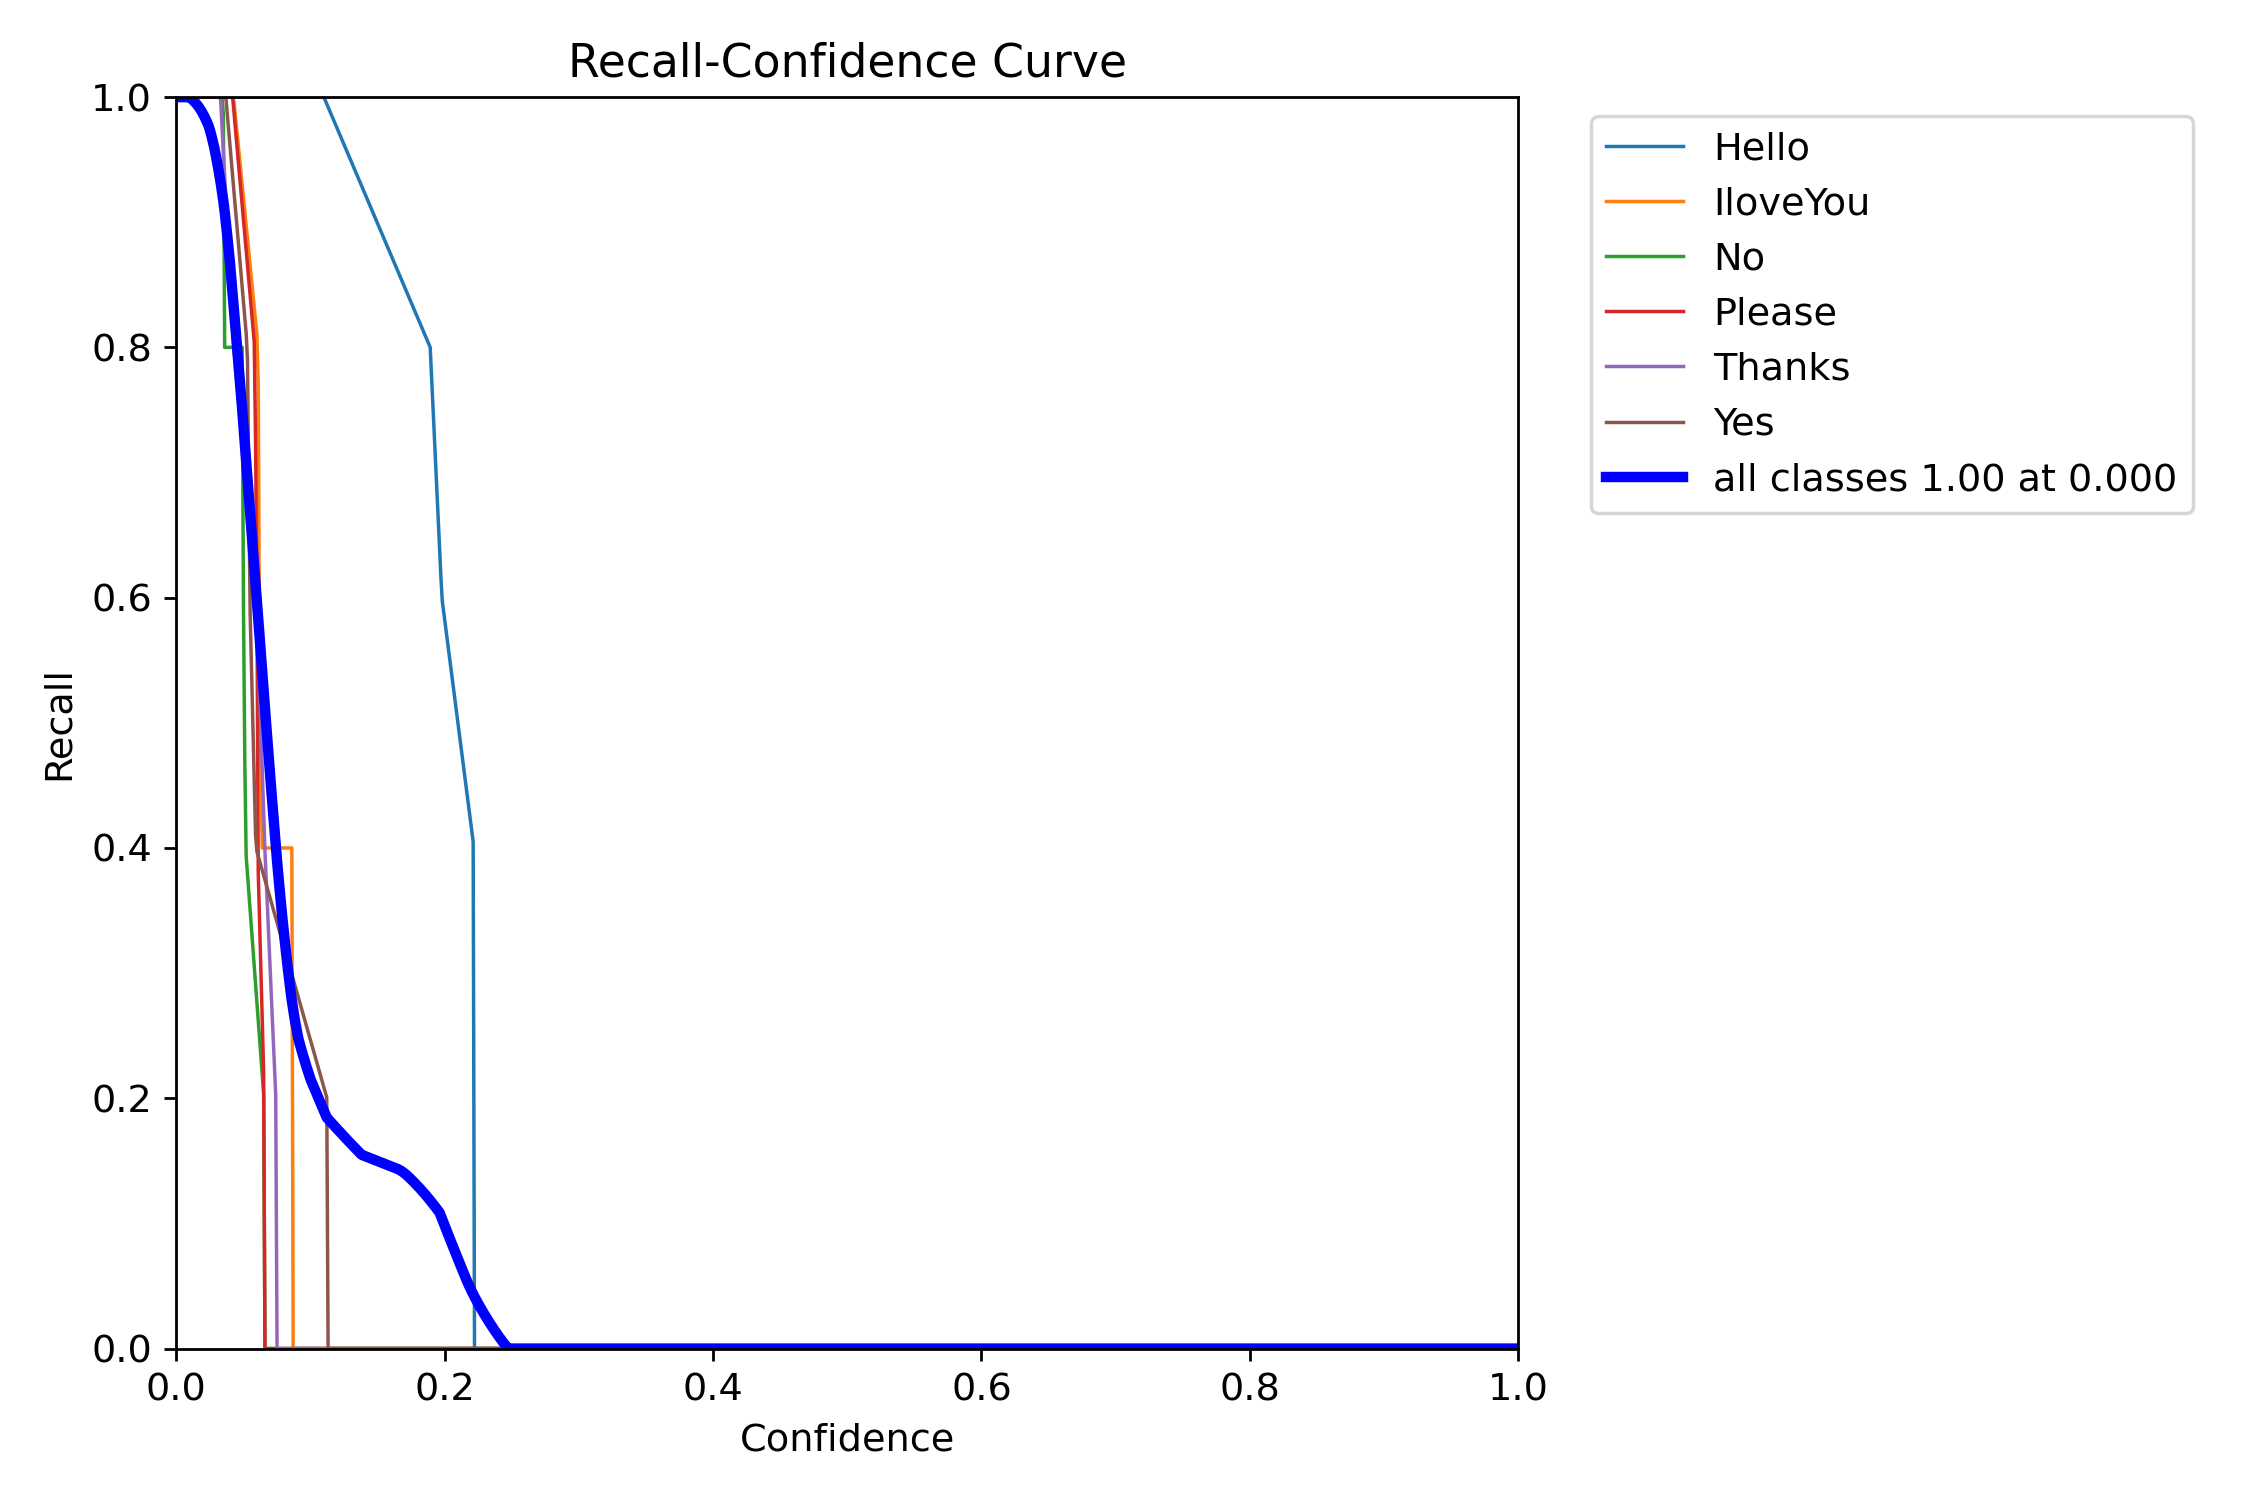 Recall-Confidence Curve
1.0
0.8
0.6
0.4
0.2
0.0
Recall
0.0 0.2 0.4 0.6 0.8 1.0
Confidence
Hello
IloveYou
No
Please
Thanks
Yes
all classes 1.00 at 0.000